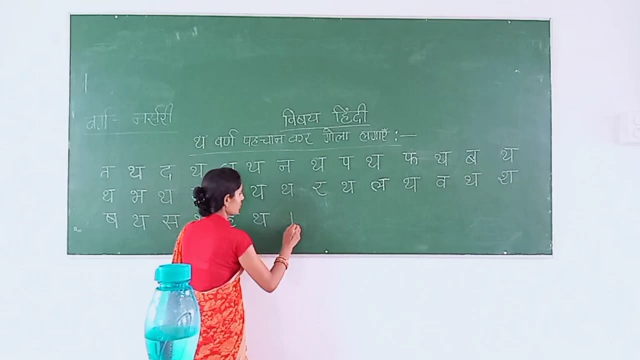 वर्ग:- नर्सरी
विषय हिंदी
थ वर्ण पहचान कर गोला लगाएँ :-
त थ द थ थ न थ प थ फ थ ब थ
थ भ थ य थ र थ ल थ व थ श
ष थ स थ